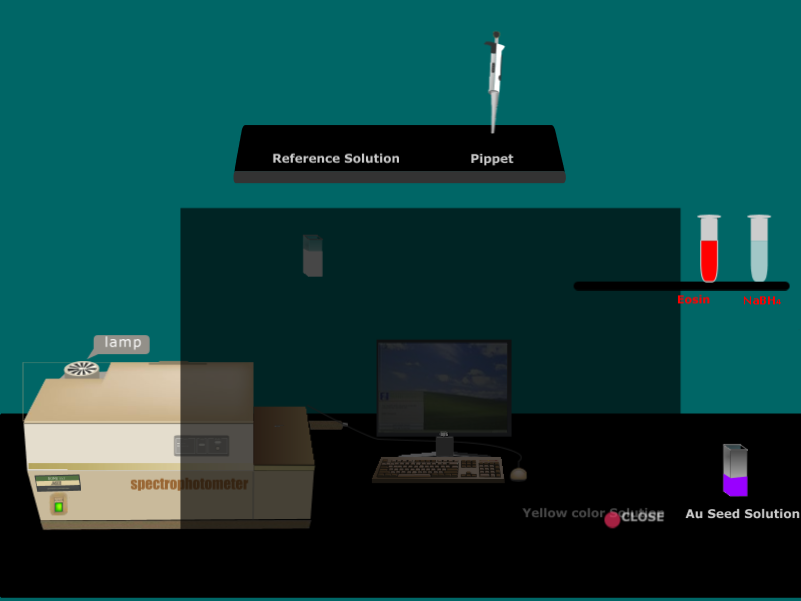 Reference Solution
Pippet
Eosin
NaBH₄
lamp
spectrophotometer
Yellow color Solution
CLOSE
Au Seed Solution